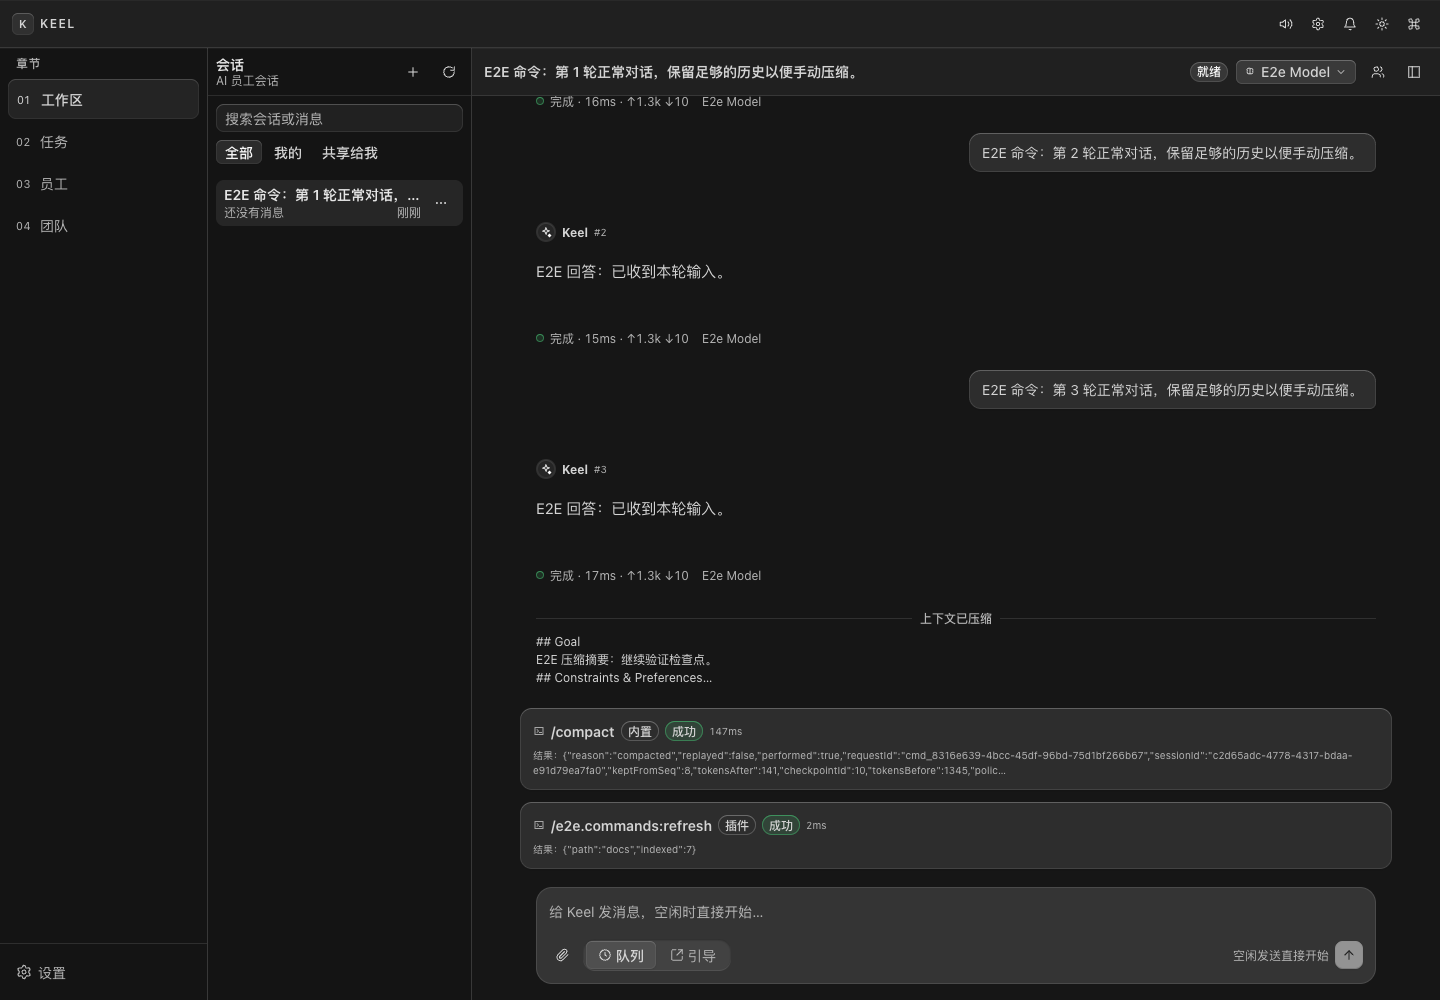 K KEEL
章节
01 工作区
02 任务
03 员工
04 团队
设置
会话
AI 员工会话
搜索会话或消息
全部 我的 共享给我
E2E 命令：第 1 轮正常对话，...
还没有消息 刚刚
E2E 命令：第 1 轮正常对话，保留足够的历史以便手动压缩。
就绪 E2e Model
完成 · 16ms · ↑1.3k ↓10 E2e Model
E2E 命令：第 2 轮正常对话，保留足够的历史以便手动压缩。
Keel #2
E2E 回答：已收到本轮输入。
完成 · 15ms · ↑1.3k ↓10 E2e Model
E2E 命令：第 3 轮正常对话，保留足够的历史以便手动压缩。
Keel #3
E2E 回答：已收到本轮输入。
完成 · 17ms · ↑1.3k ↓10 E2e Model
上下文已压缩
## Goal
E2E 压缩摘要：继续验证检查点。
## Constraints & Preferences...
/compact 内置 成功 147ms
结果：{"reason":"compacted","replayed":false,"performed":true,"requestId":"cmd_8316e639-4bcc-45df-96bd-75d1bf266b67","sessionId":"c2d65adc-4778-4317-bdaa-
e91d79ea7fa0","keptFromSeq":8,"tokensAfter":141,"checkpointId":10,"tokensBefore":1345,"polic...
/e2e.commands:refresh 插件 成功 2ms
结果：{"path":"docs","indexed":7}
给 Keel 发消息，空闲时直接开始...
队列 引导
空闲发送直接开始